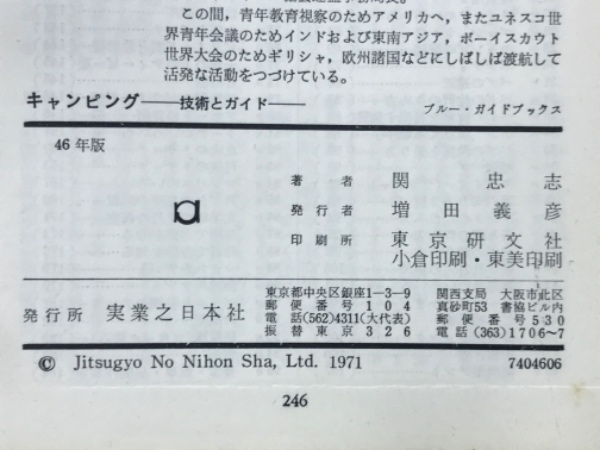 この間，青年教育視察のためアメリカへ，またユネスコ世
界青年会議のためインドおよび東南アジア，ボーイスカウト
世界大会のためギリシャ，欧州諸国などにしばしば渡航して
活発な活動をつづけている。
キャンピング——技術とガイド——
ブルー・ガイドブックス
46年版
著者 関忠志
発行者 増田義彦
印刷所 東京研文社
小倉印刷・東美印刷
発行所 実業之日本社
東京都中央区銀座1－3－9
郵便番号104
電話(562)4311(大代表)
振替東京326
関西支局 大阪市北区
真砂町53 書協ビル内
郵便番号530
電話(363)1706〜7
© Jitsugyo No Nihon Sha, Ltd. 1971
7404606
246